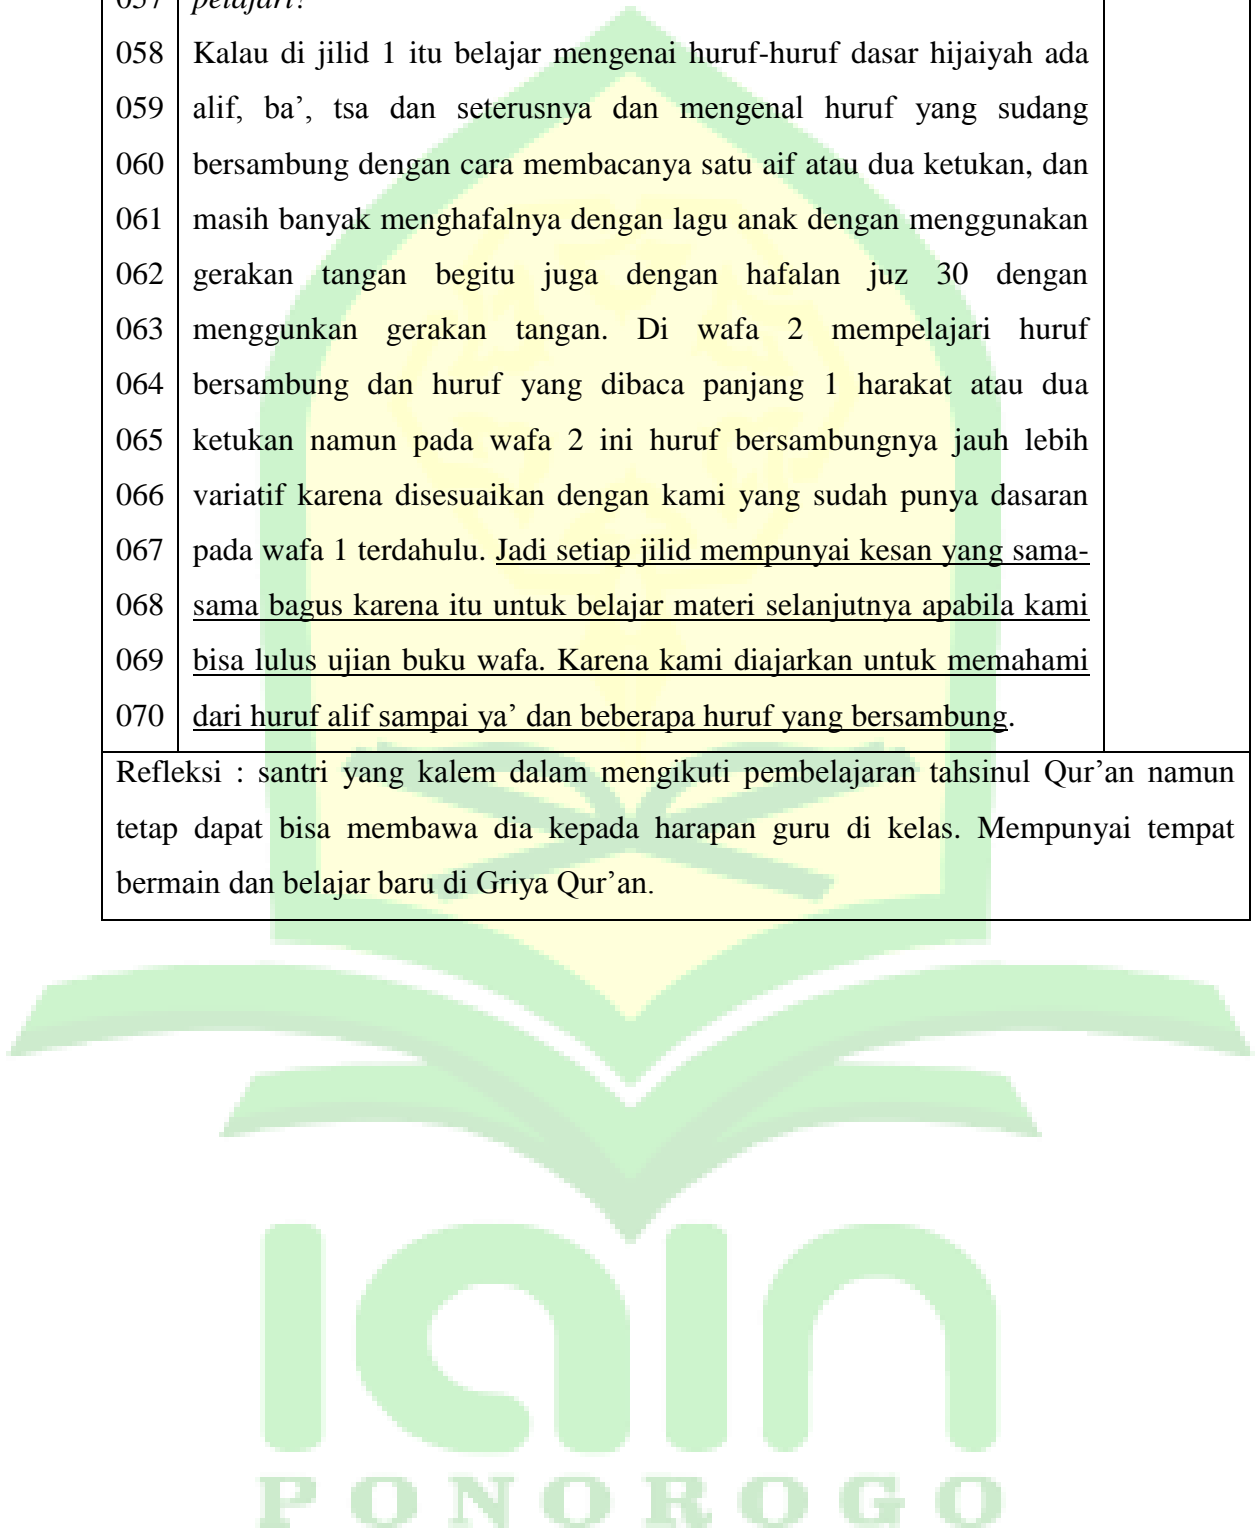 057 pelajari?
058 Kalau di jilid 1 itu belajar mengenai huruf-huruf dasar hijaiyah ada
059 alif, ba’, tsa dan seterusnya dan mengenal huruf yang sudang
060 bersambung dengan cara membacanya satu aif atau dua ketukan, dan
061 masih banyak menghafalnya dengan lagu anak dengan menggunakan
062 gerakan tangan begitu juga dengan hafalan juz 30 dengan
063 menggunkan gerakan tangan. Di wafa 2 mempelajari huruf
064 bersambung dan huruf yang dibaca panjang 1 harakat atau dua
065 ketukan namun pada wafa 2 ini huruf bersambungnya jauh lebih
066 variatif karena disesuaikan dengan kami yang sudah punya dasaran
067 pada wafa 1 terdahulu. Jadi setiap jilid mempunyai kesan yang sama-
068 sama bagus karena itu untuk belajar materi selanjutnya apabila kami
069 bisa lulus ujian buku wafa. Karena kami diajarkan untuk memahami
070 dari huruf alif sampai ya’ dan beberapa huruf yang bersambung.
Refleksi : santri yang kalem dalam mengikuti pembelajaran tahsinul Qur’an namun
tetap dapat bisa membawa dia kepada harapan guru di kelas. Mempunyai tempat
bermain dan belajar baru di Griya Qur’an.
iain
PONOROGO